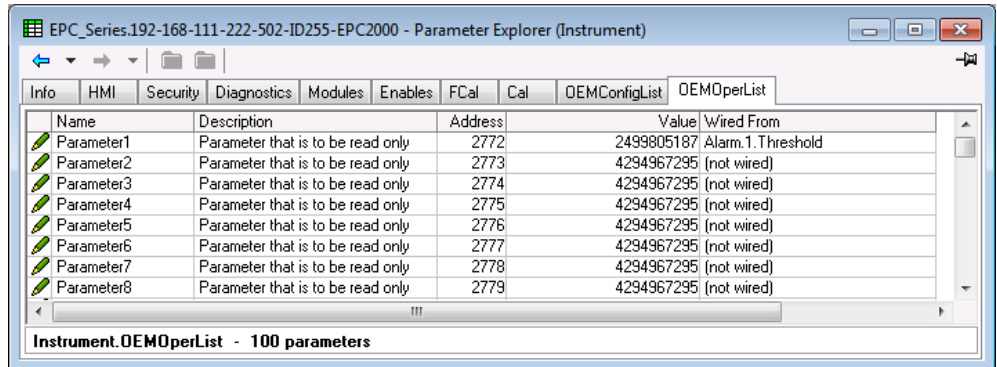 EPC_Series.192-168-111-222-502-ID255-EPC2000 - Parameter Explorer (Instrument)
Info HMI Security Diagnostics Modules Enables FCal Cal OEMConfigList OEMOperList
Name Description Address Value Wired From
Parameter1 Parameter that is to be read only 2772 2499805187 Alarm.1.Threshold
Parameter2 Parameter that is to be read only 2773 4294967295 (not wired)
Parameter3 Parameter that is to be read only 2774 4294967295 (not wired)
Parameter4 Parameter that is to be read only 2775 4294967295 (not wired)
Parameter5 Parameter that is to be read only 2776 4294967295 (not wired)
Parameter6 Parameter that is to be read only 2777 4294967295 (not wired)
Parameter7 Parameter that is to be read only 2778 4294967295 (not wired)
Parameter8 Parameter that is to be read only 2779 4294967295 (not wired)
Instrument.OEMOperList - 100 parameters